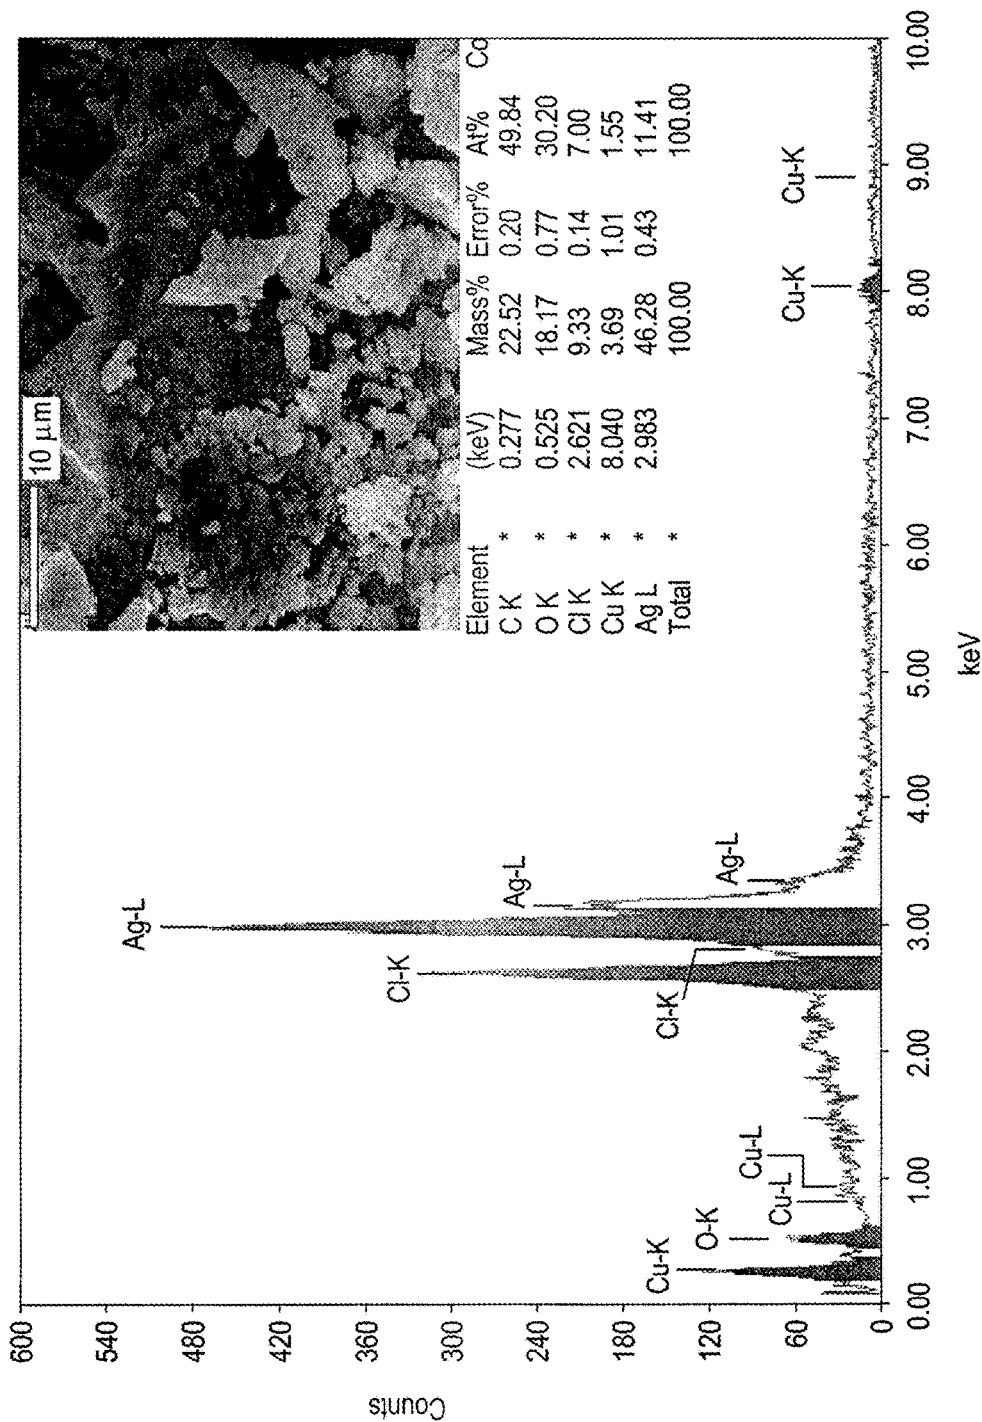 10 μm
Element (keV) Mass% Error% At% Co
C K * 0.277 22.52 0.20 49.84
O K * 0.525 18.17 0.77 30.20
Cl K * 2.621 9.33 0.14 7.00
Cu K * 8.040 3.69 1.01 1.55
Ag L * 2.983 46.28 0.43 11.41
Total * 100.00 100.00
Counts
600
540
480
420
360
300
240
180
120
60
0
Cu-K
O-K
Cu-L
Cu-L
Cl-K
Cl-K
Ag-L
Ag-L
Ag-L
Cu-K
Cu-K
0.00 1.00 2.00 3.00 4.00 5.00 6.00 7.00 8.00 9.00 10.00
keV